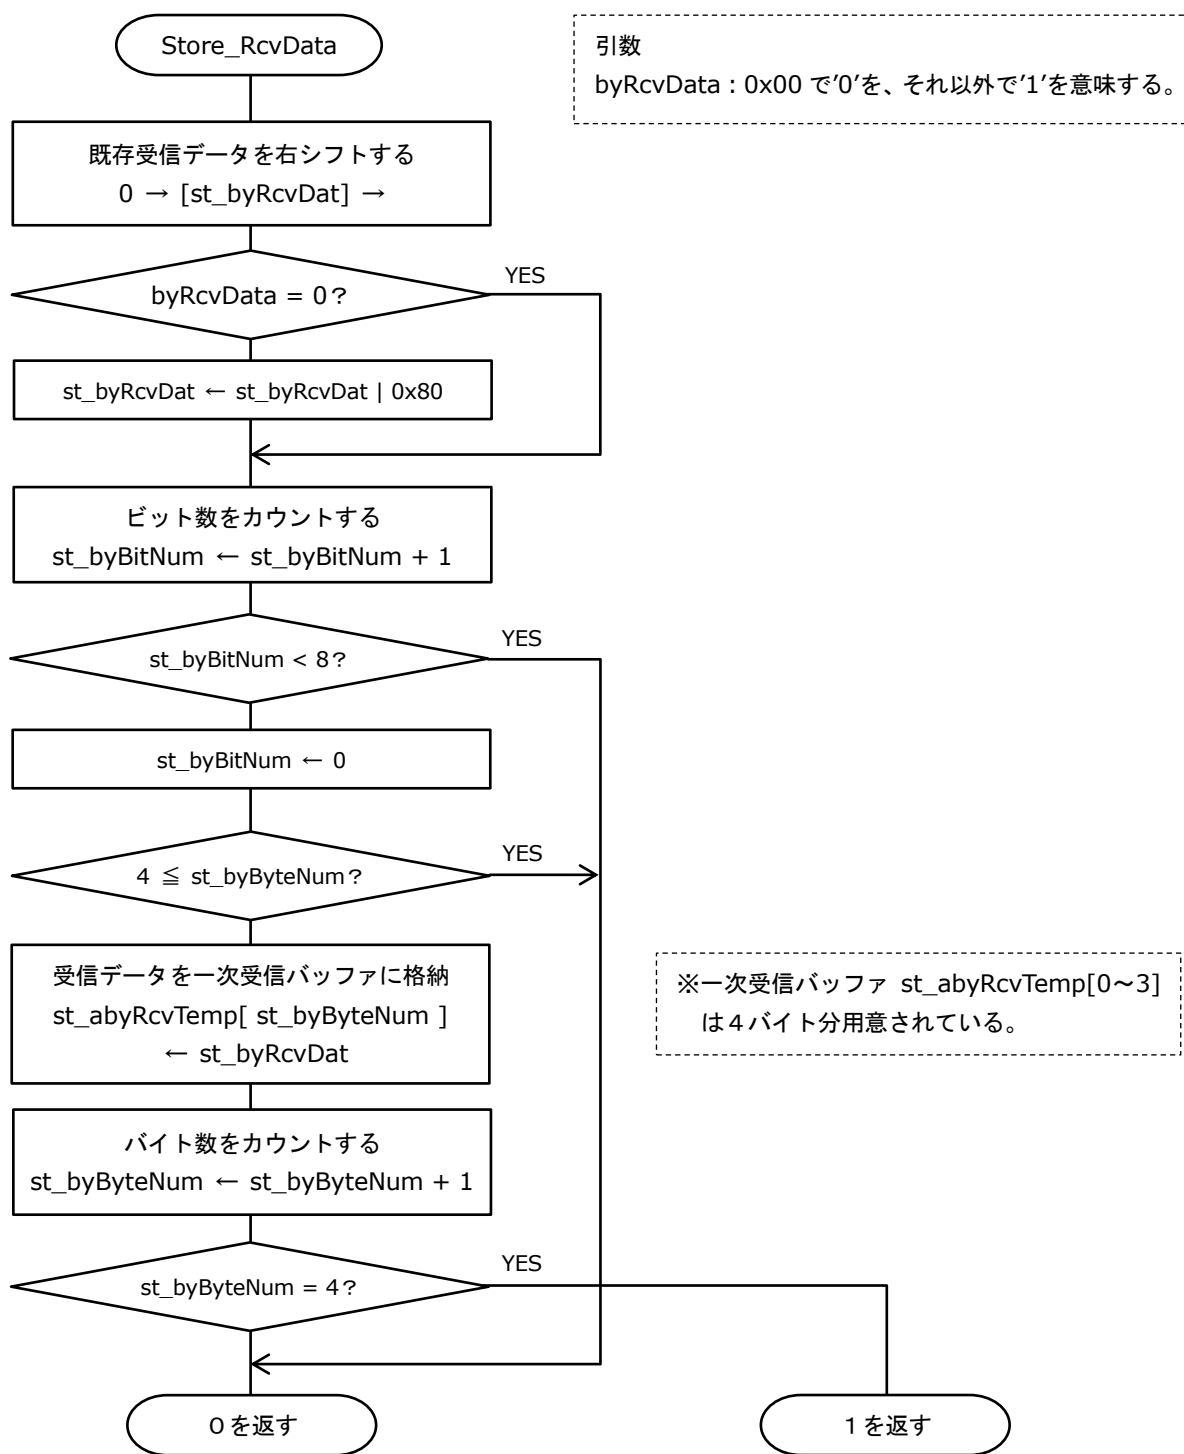 Store_RcvData
引数
byRcvData : 0x00 で'0'を、それ以外で'1'を意味する。
既存受信データを右シフトする
0 → [st_byRcvDat] →
byRcvData = 0?
YES
st_byRcvDat ← st_byRcvDat | 0x80
ビット数をカウントする
st_byBitNum ← st_byBitNum + 1
st_byBitNum < 8?
YES
st_byBitNum ← 0
4 ≦ st_byByteNum?
YES
受信データを一次受信バッファに格納
st_abyRcvTemp[ st_byByteNum ]
← st_byRcvDat
※一次受信バッファ st_abyRcvTemp[0～3]
は4バイト分用意されている。
バイト数をカウントする
st_byByteNum ← st_byByteNum + 1
st_byByteNum = 4?
YES
0を返す
1を返す